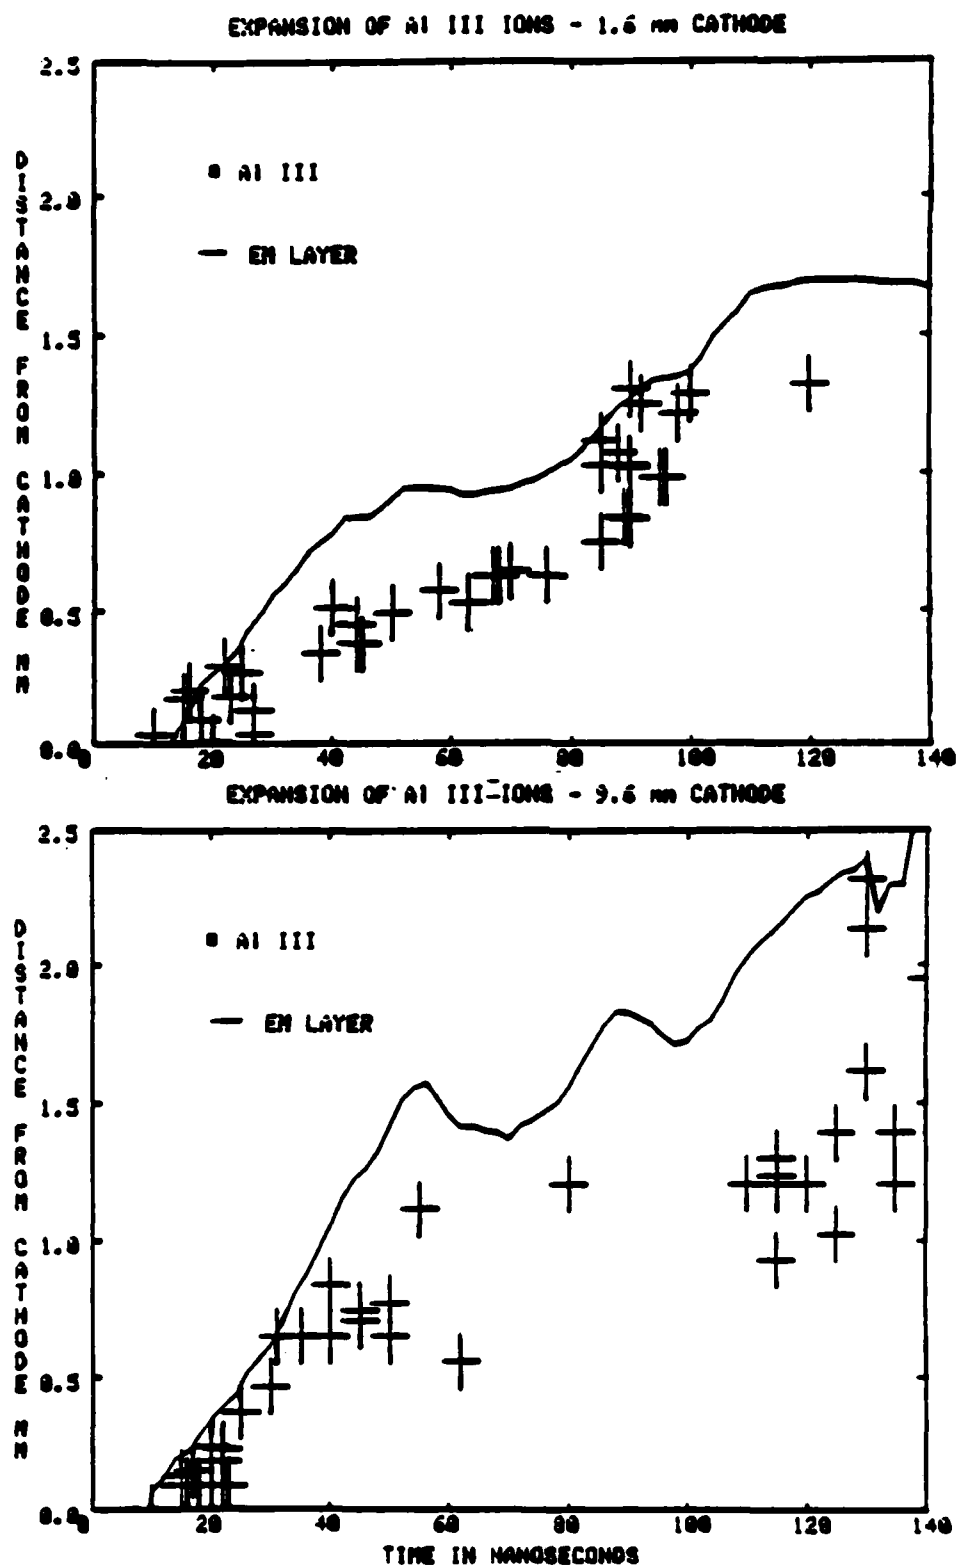 EXPANSION OF Al III IONS - 1.6 mm CATHODE
2.5
2.0
1.5
1.0
0.5
0.0
DISTANCE FROM CATHODE MM
Al III
EM LAYER
0 20 40 60 80 100 120 140
EXPANSION OF Al III IONS - 9.6 mm CATHODE
2.5
2.0
1.5
1.0
0.5
0.0
DISTANCE FROM CATHODE MM
Al III
EM LAYER
0 20 40 60 80 100 120 140
TIME IN NANOSECONDS